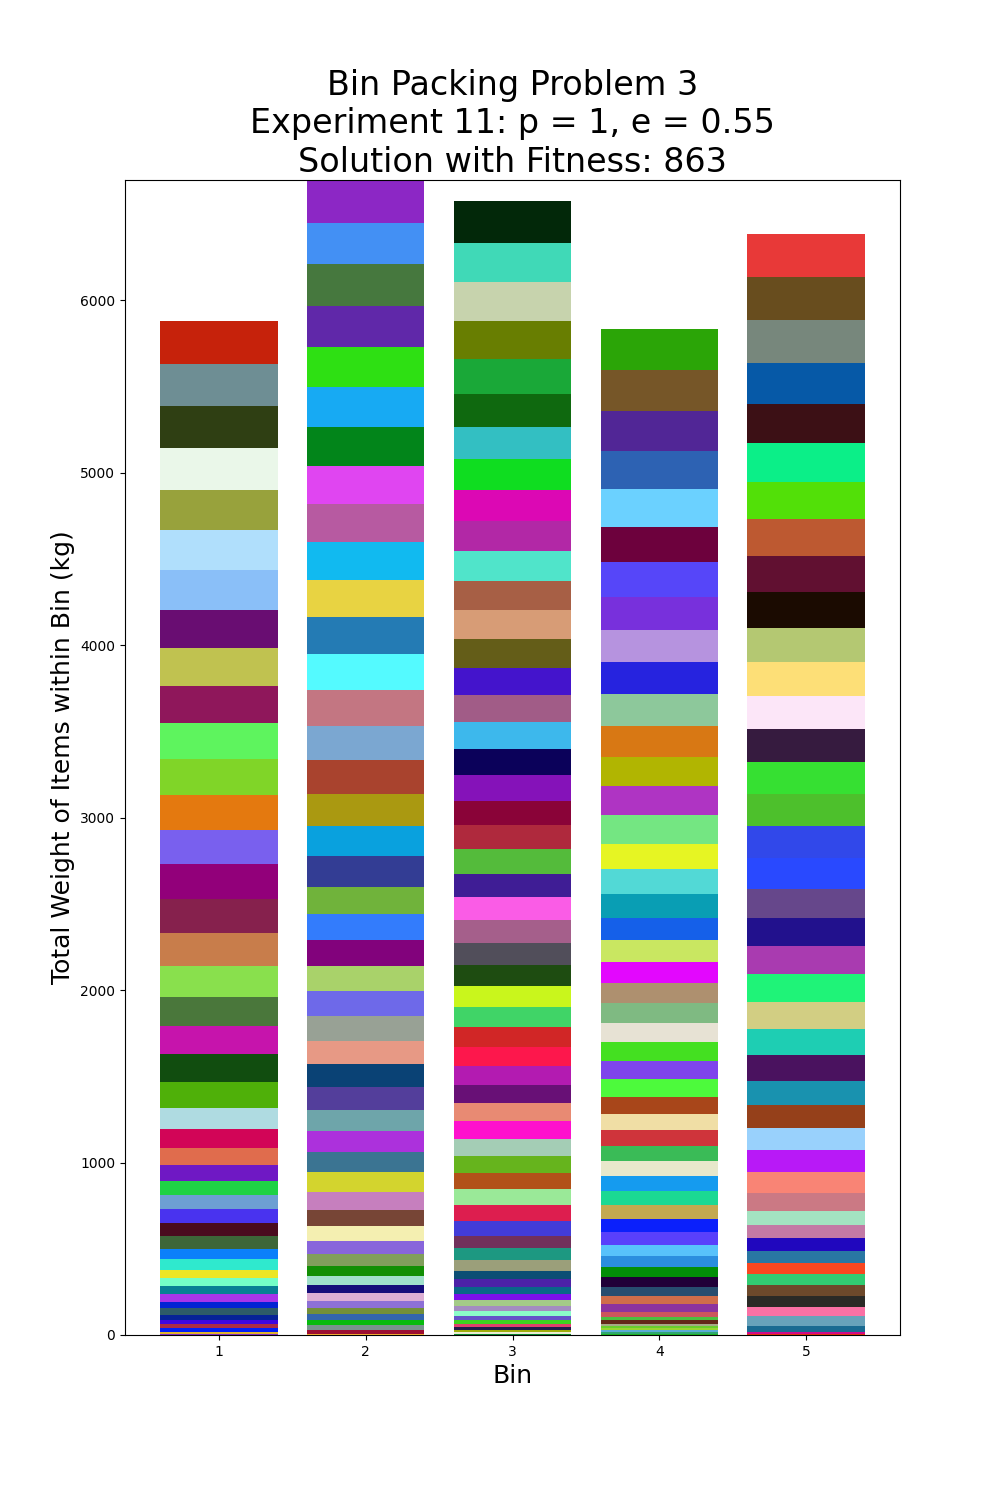 Bin Packing Problem 3
Experiment 11: p = 1, e = 0.55
Solution with Fitness: 863
Total Weight of Items within Bin (kg)
6000
5000
4000
3000
2000
1000
0
1 2 3 4 5
Bin